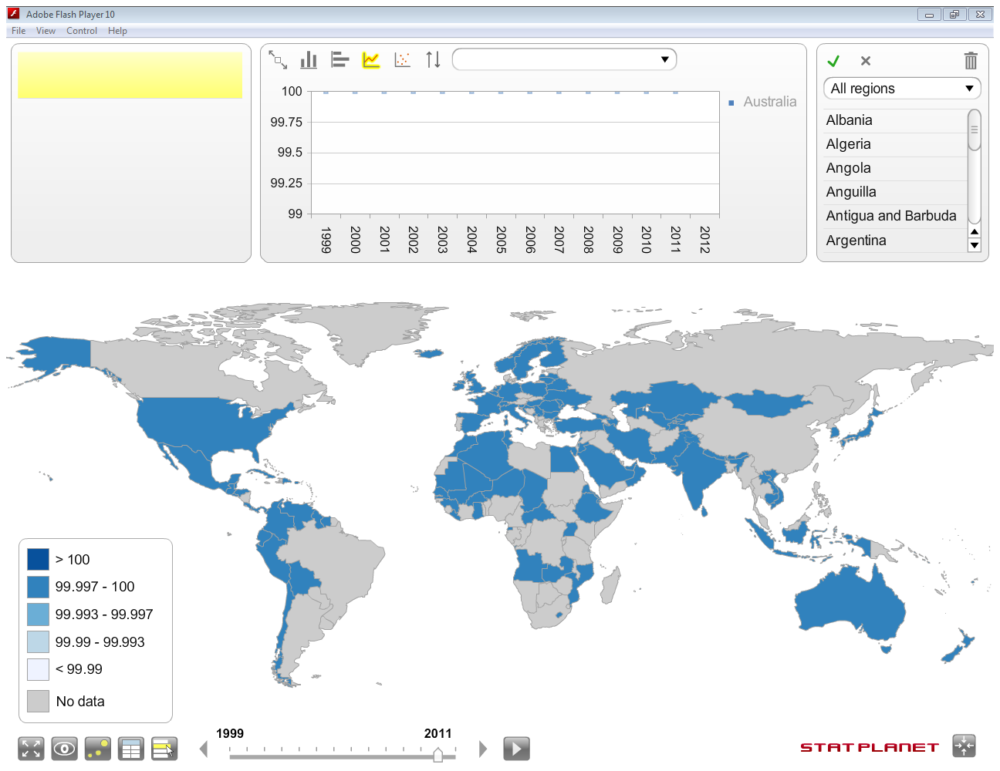 Adobe Flash Player 10
File View Control Help
100
99.75
99.5
99.25
99
1999 2000 2001 2002 2003 2004 2005 2006 2007 2008 2009 2010 2011 2012
Australia
All regions
Albania
Algeria
Angola
Anguilla
Antigua and Barbuda
Argentina
> 100
99.997 - 100
99.993 - 99.997
99.99 - 99.993
< 99.99
No data
1999 2011
STATPLANET